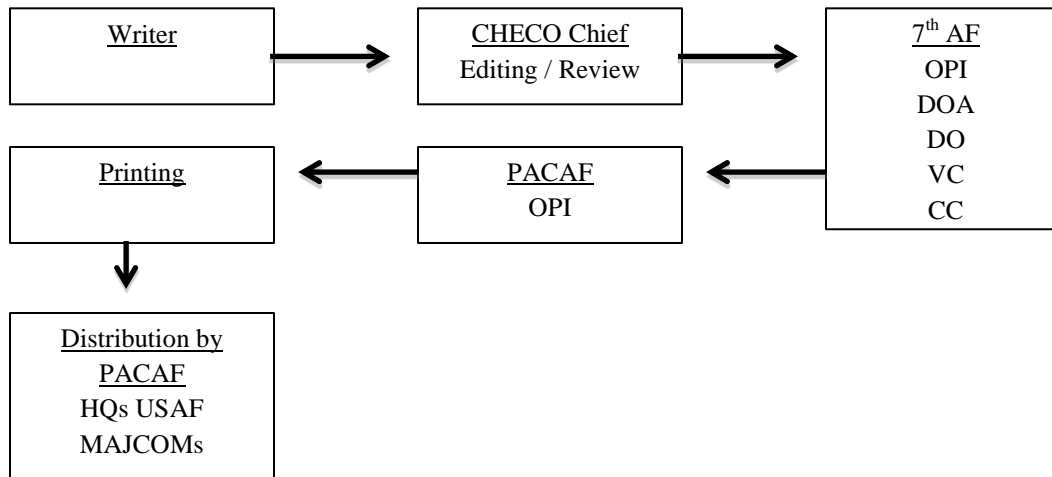 Writer
CHECO Chief
Editing / Review
7th AF
OPI
DOA
DO
VC
CC
PACAF
OPI
Printing
Distribution by
PACAF
HQs USAF
MAJCOMs